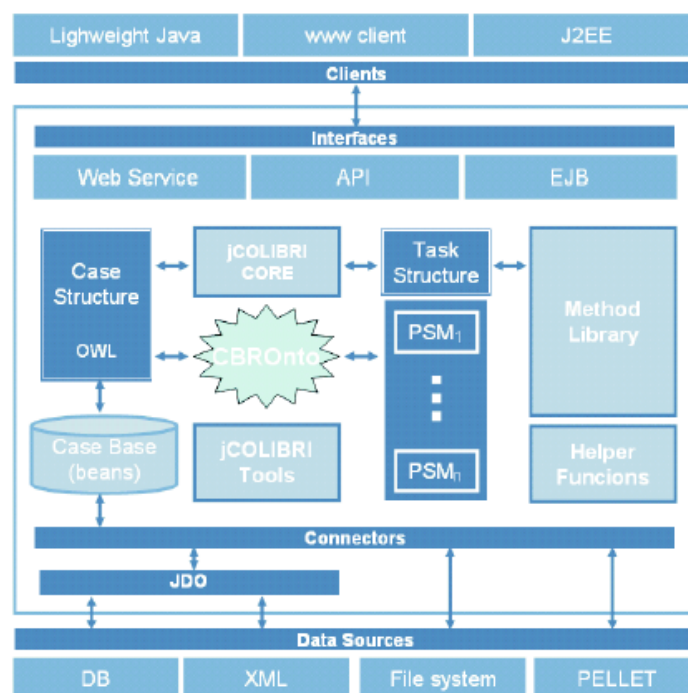 Lighweight Java
www client
J2EE
Clients
Interfaces
Web Service
API
EJB
Case
Structure
OWL
jCOLIBRI
CORE
Task
Structure
Method
Library
CBROnto
PSM1
Case Base
(beans)
jCOLIBRI
Tools
PSMn
Helper
Funcions
Connectors
JDO
Data Sources
DB
XML
File system
PELLET